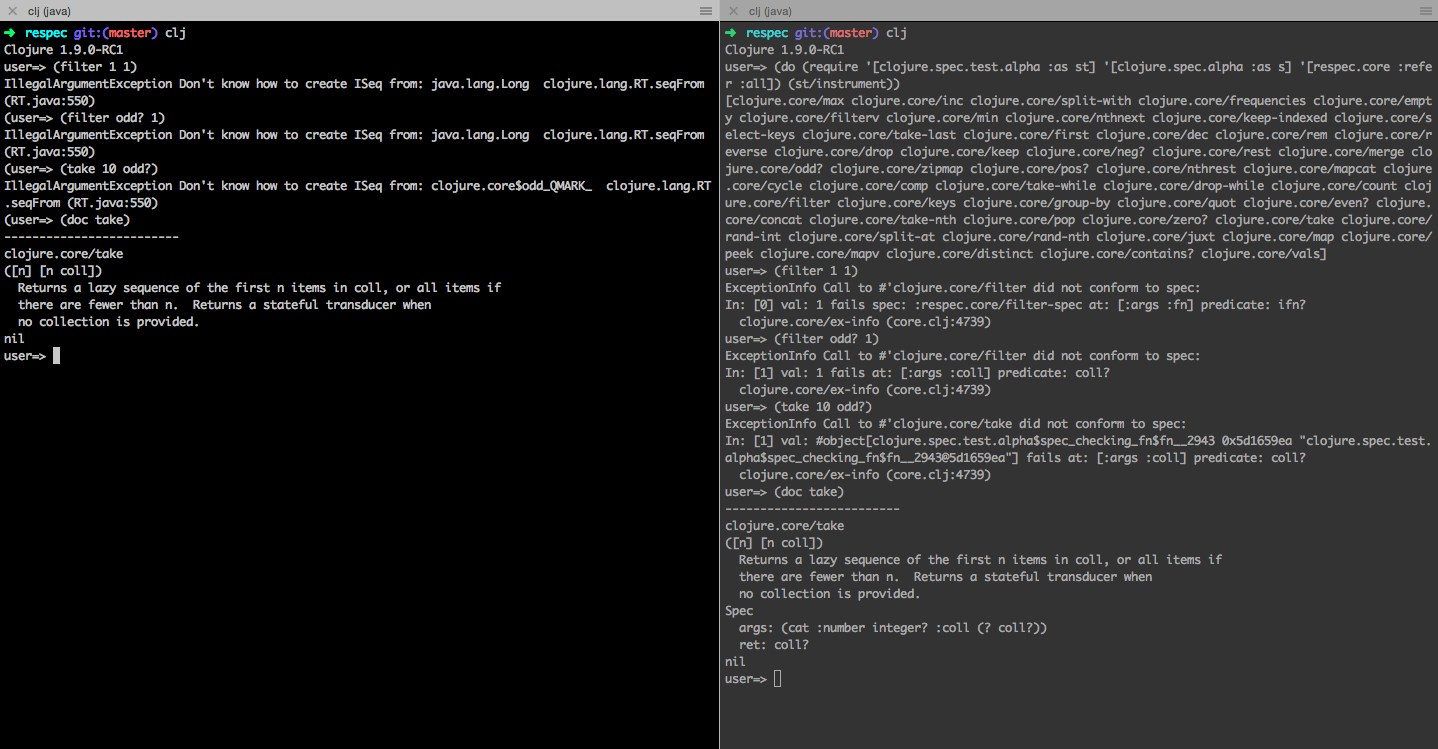 clj (java)
➜ respec git:(master) clj
Clojure 1.9.0-RC1
user=> (filter 1 1)
IllegalArgumentException Don't know how to create ISeq from: java.lang.Long  clojure.lang.RT.seqFrom
(RT.java:550)
(user=> (filter odd? 1)
IllegalArgumentException Don't know how to create ISeq from: java.lang.Long  clojure.lang.RT.seqFrom
(RT.java:550)
(user=> (take 10 odd?)
IllegalArgumentException Don't know how to create ISeq from: clojure.core$odd_QMARK_  clojure.lang.RT
.seqFrom (RT.java:550)
(user=> (doc take)
-------------------------
clojure.core/take
([n] [n coll])
  Returns a lazy sequence of the first n items in coll, or all items if
  there are fewer than n.  Returns a stateful transducer when
  no collection is provided.
nil
user=>
clj (java)
➜ respec git:(master) clj
Clojure 1.9.0-RC1
user=> (do (require '[clojure.spec.test.alpha :as st] '[clojure.spec.alpha :as s] '[respec.core :refe
r :all]) (st/instrument))
[clojure.core/max clojure.core/inc clojure.core/split-with clojure.core/frequencies clojure.core/empt
y clojure.core/filterv clojure.core/min clojure.core/nthnext clojure.core/keep-indexed clojure.core/s
elect-keys clojure.core/take-last clojure.core/first clojure.core/dec clojure.core/rem clojure.core/r
everse clojure.core/drop clojure.core/keep clojure.core/neg? clojure.core/rest clojure.core/merge clo
jure.core/odd? clojure.core/zipmap clojure.core/pos? clojure.core/nthrest clojure.core/mapcat clojure
.core/cycle clojure.core/comp clojure.core/take-while clojure.core/drop-while clojure.core/count cloj
ure.core/filter clojure.core/keys clojure.core/group-by clojure.core/quot clojure.core/even? clojure.
core/concat clojure.core/take-nth clojure.core/pop clojure.core/zero? clojure.core/take clojure.core/
rand-int clojure.core/split-at clojure.core/rand-nth clojure.core/juxt clojure.core/map clojure.core/
peek clojure.core/mapv clojure.core/distinct clojure.core/contains? clojure.core/vals]
user=> (filter 1 1)
ExceptionInfo Call to #'clojure.core/filter did not conform to spec:
In: [0] val: 1 fails spec: :respec.core/filter-spec at: [:args :fn] predicate: ifn?
  clojure.core/ex-info (core.clj:4739)
user=> (filter odd? 1)
ExceptionInfo Call to #'clojure.core/filter did not conform to spec:
In: [1] val: 1 fails at: [:args :coll] predicate: coll?
  clojure.core/ex-info (core.clj:4739)
user=> (take 10 odd?)
ExceptionInfo Call to #'clojure.core/take did not conform to spec:
In: [1] val: #object[clojure.spec.test.alpha$spec_checking_fn$fn__2943 0x5d1659ea "clojure.spec.test.
alpha$spec_checking_fn$fn__2943@5d1659ea"] fails at: [:args :coll] predicate: coll?
  clojure.core/ex-info (core.clj:4739)
user=> (doc take)
-------------------------
clojure.core/take
([n] [n coll])
  Returns a lazy sequence of the first n items in coll, or all items if
  there are fewer than n.  Returns a stateful transducer when
  no collection is provided.
Spec
  args: (cat :number integer? :coll (? coll?))
  ret: coll?
nil
user=>